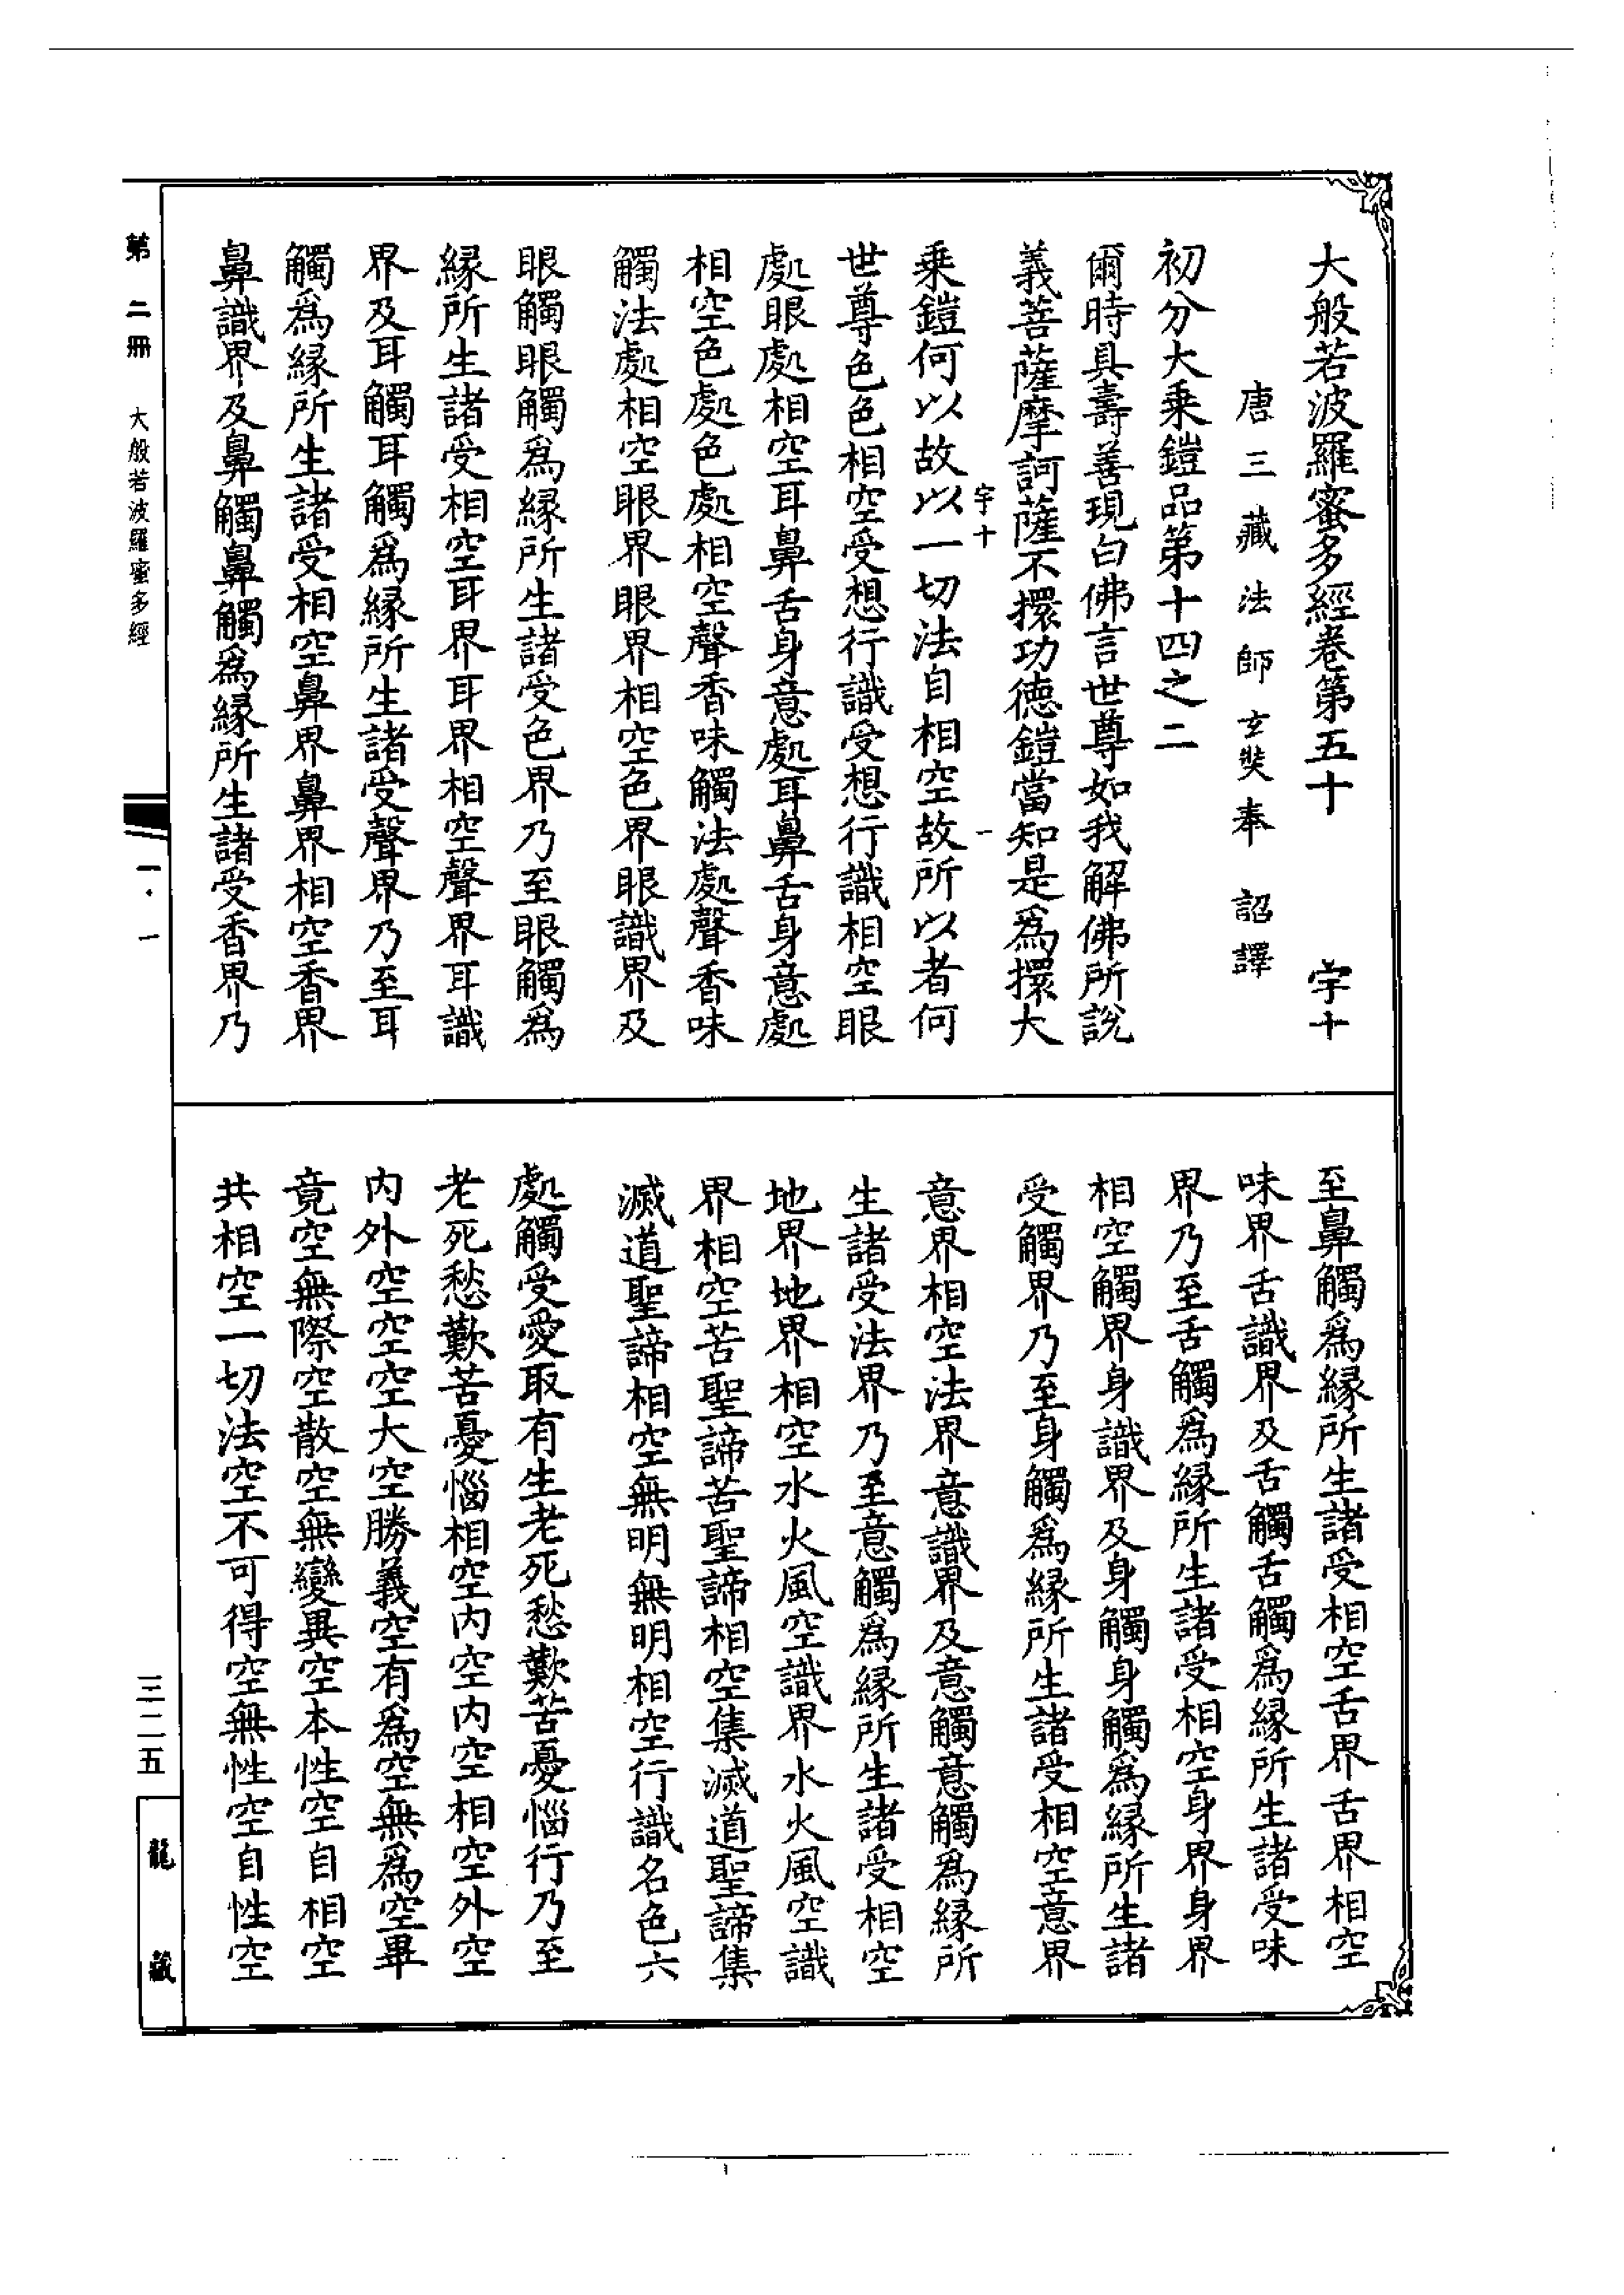 大般若波羅蜜多經卷第五十　宇十
唐三藏法師玄奘奉　詔譯
初分大乘鎧品第十四之二
爾時具壽善現白佛言世尊如我解佛所說
義菩薩摩訶薩不擐功德鎧當知是爲擐大
宇十　一
乘鎧何以故以一切法自相空故所以者何
世尊色色相空受想行識受想行識相空眼
處眼處相空耳鼻舌身意處耳鼻舌身意處
相空色處色處相空聲香味觸法處聲香味
觸法處相空眼界眼界相空色界眼識界及
眼觸眼觸爲緣所生諸受色界乃至眼觸爲
緣所生諸受相空耳界耳界相空聲界耳識
界及耳觸耳觸爲緣所生諸受聲界乃至耳
觸爲緣所生諸受相空鼻界鼻界相空香界
鼻識界及鼻觸鼻觸爲緣所生諸受香界乃
至鼻觸爲緣所生諸受相空舌界舌界相空
味界舌識界及舌觸舌觸爲緣所生諸受味
界乃至舌觸爲緣所生諸受相空身界身界
相空觸界身識界及身觸身觸爲緣所生諸
受觸界乃至身觸爲緣所生諸受相空意界
意界相空法界意識界及意觸意觸爲緣所
生諸受法界乃至意觸爲緣所生諸受相空
地界地界相空水火風空識界水火風空識
界相空苦聖諦苦聖諦相空集滅道聖諦集
滅道聖諦相空無明無明相空行識名色六
處觸受愛取有生老死愁歎苦憂惱行乃至
老死愁歎苦憂惱相空內空內空相空外空
內外空空空大空勝義空有爲空無爲空畢
竟空無際空散空無變異空本性空自相空
共相空一切法空不可得空無性空自性空
第二冊　大般若波羅蜜多經
一·一
三二五
龍藏